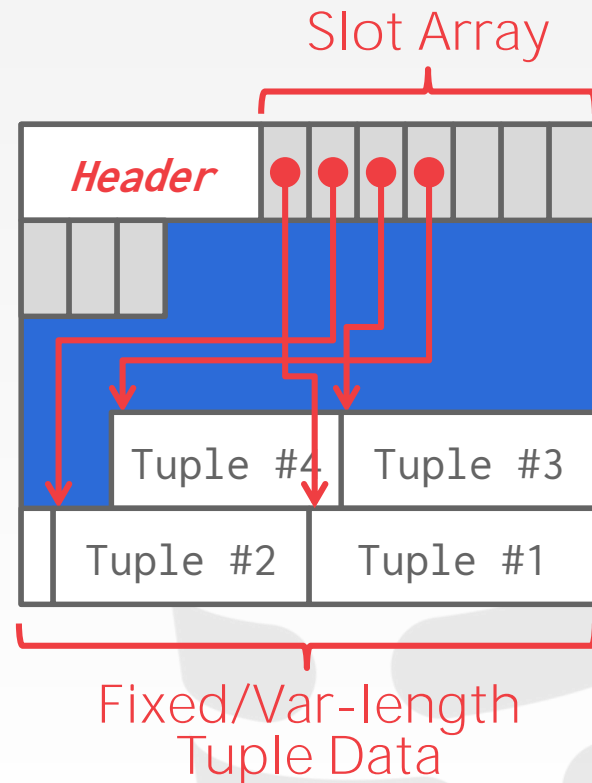 Slot Array
Header
Tuple #4
Tuple #3
Tuple #2
Tuple #1
Fixed/Var-length
Tuple Data